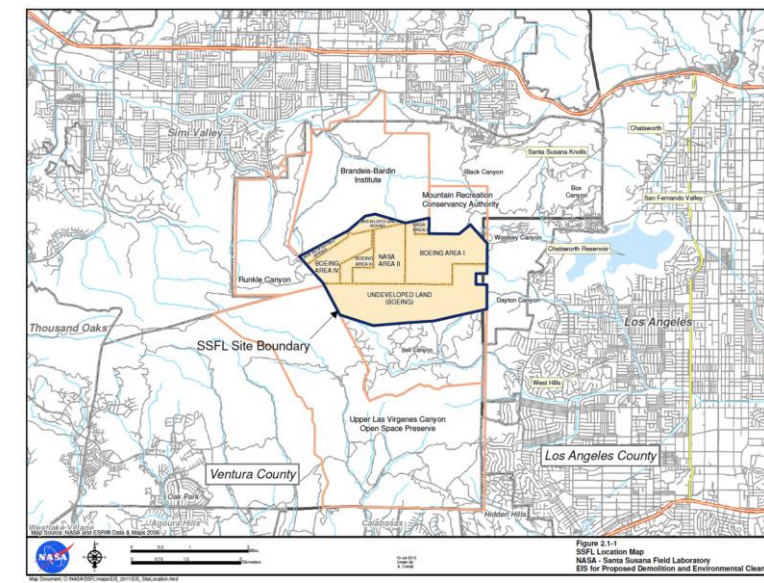 Simi Valley
Brandeis-Bardin
Institute
Black Canyon
Santa Susana Knolls
Chatsworth
Box
Canyon
San Fernando Valley
Mountain Recreation
Conservancy Authority
Woolsey Canyon
Chatsworth Reservoir
BOEING AREA I
NASA
AREA II
BOEING
AREA IV
Runkle Canyon
UNDEVELOPED LAND
(BOEING)
Dayton Canyon
Thousand Oaks
Los Angeles
SSFL Site Boundary
Bell Canyon
West Hills
Upper Las Virgenes Canyon
Open Space Preserve
Ventura County
Los Angeles County
Oak Park
Hidden Hills
Westlake Village
Agoura Hills
Calabasas
Map Source: NASA and ESRI® Data & Maps 2006
NASA
Figure 2.1-1
SSFL Location Map
NASA - Santa Susana Field Laboratory
EIS for Proposed Demolition and Environmental Clean